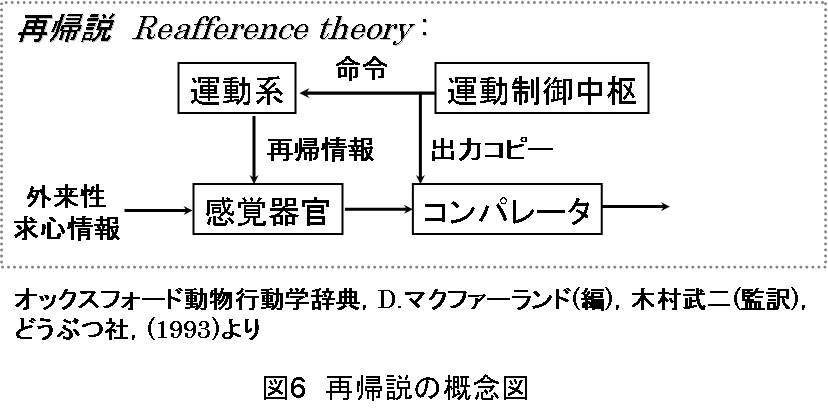 再帰説 Reafference theory：
命令
運動系
運動制御中枢
再帰情報
出力コピー
外来性
求心情報
感覚器官
コンパレータ
オックスフォード動物行動学辞典，D.マクファーランド(編)，木村武二(監訳)，
どうぶつ社，(1993)より
図6 再帰説の概念図